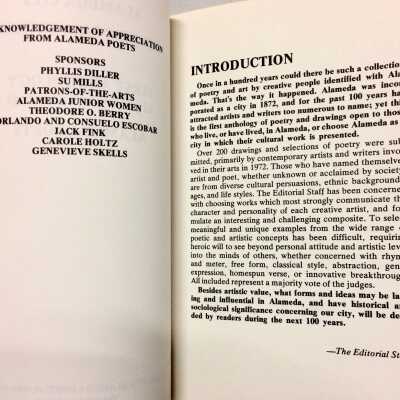 KNOWLEDGEMENT OF APPRECIATION
FROM ALAMEDA POETS
SPONSORS
PHYLLIS DILLER
SU MILLS
PATRONS-OF-THE-ARTS
ALAMEDA JUNIOR WOMEN
THEODORE O. BERRY
ORLANDO AND CONSUELO ESCOBAR
JACK FINK
CAROLE HOLTZ
GENEVIEVE SKELLS
INTRODUCTION
Once in a hundred years could there be such a collection
of poetry and art by creative people identified with Ala-
meda. That's the way it happened. Alameda was incor-
porated as a city in 1872, and for the past 100 years ha
attracted artists and writers too numerous to name; yet thi
is the first anthology of poetry and drawings open to thos
who live, or have lived, in Alameda, or choose Alameda as
city in which their cultural work is presented.
Over 200 drawings and selections of poetry were sub
mitted, primarily by contemporary artists and writers invo
ved in their arts in 1972. Those who have named themselve
artist and poet, whether unknown or acclaimed by society
are from diverse cultural persuasions, ethnic background
ages, and life styles. The Editorial Staff has been concerne
with choosing works which most strongly communicate th
character and personality of each creative artist, and fo
mulate an interesting and challenging composite. To selec
meaningful and unique examples from the wide range o
poetic and artistic concepts has been difficult, requirin
heroic will to see beyond personal attitude and artistic leve
into the minds of others, whether concerned with rhym
and meter, free form, classical style, abstraction, gen
expression, homespun verse, or innovative breakthroug
All included represent a majority vote of the judges.
Besides artistic value, what forms and ideas may be la
ing and influential in Alameda, and have historical a
sociological significance concerning our city, will be de
ded by readers during the next 100 years.
—The Editorial St